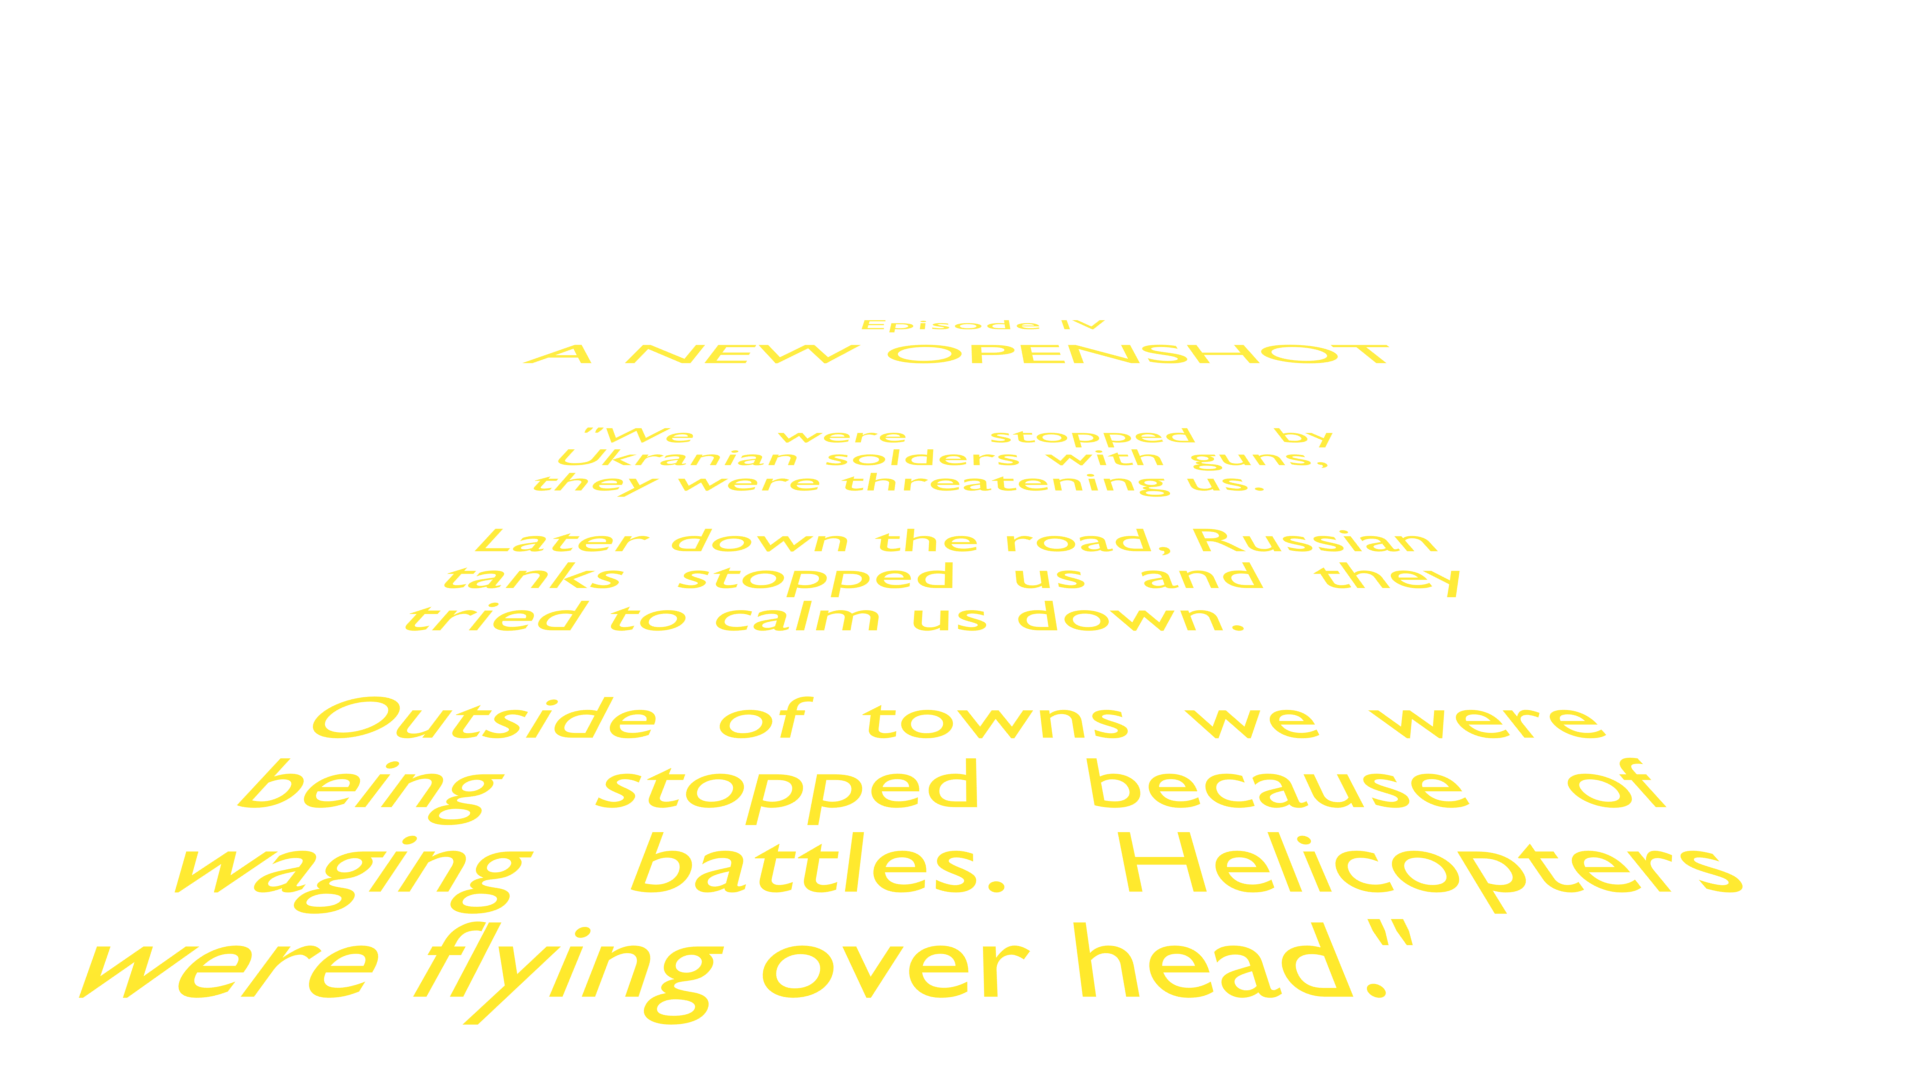 Episode IV
A NEW OPENSHOT
"We were stopped by
Ukranian solders with guns,
they were threatening us.
Later down the road, Russian
tanks stopped us and they
tried to calm us down.
Outside of towns we were
being stopped because of
waging battles. Helicopters
were flying over head."